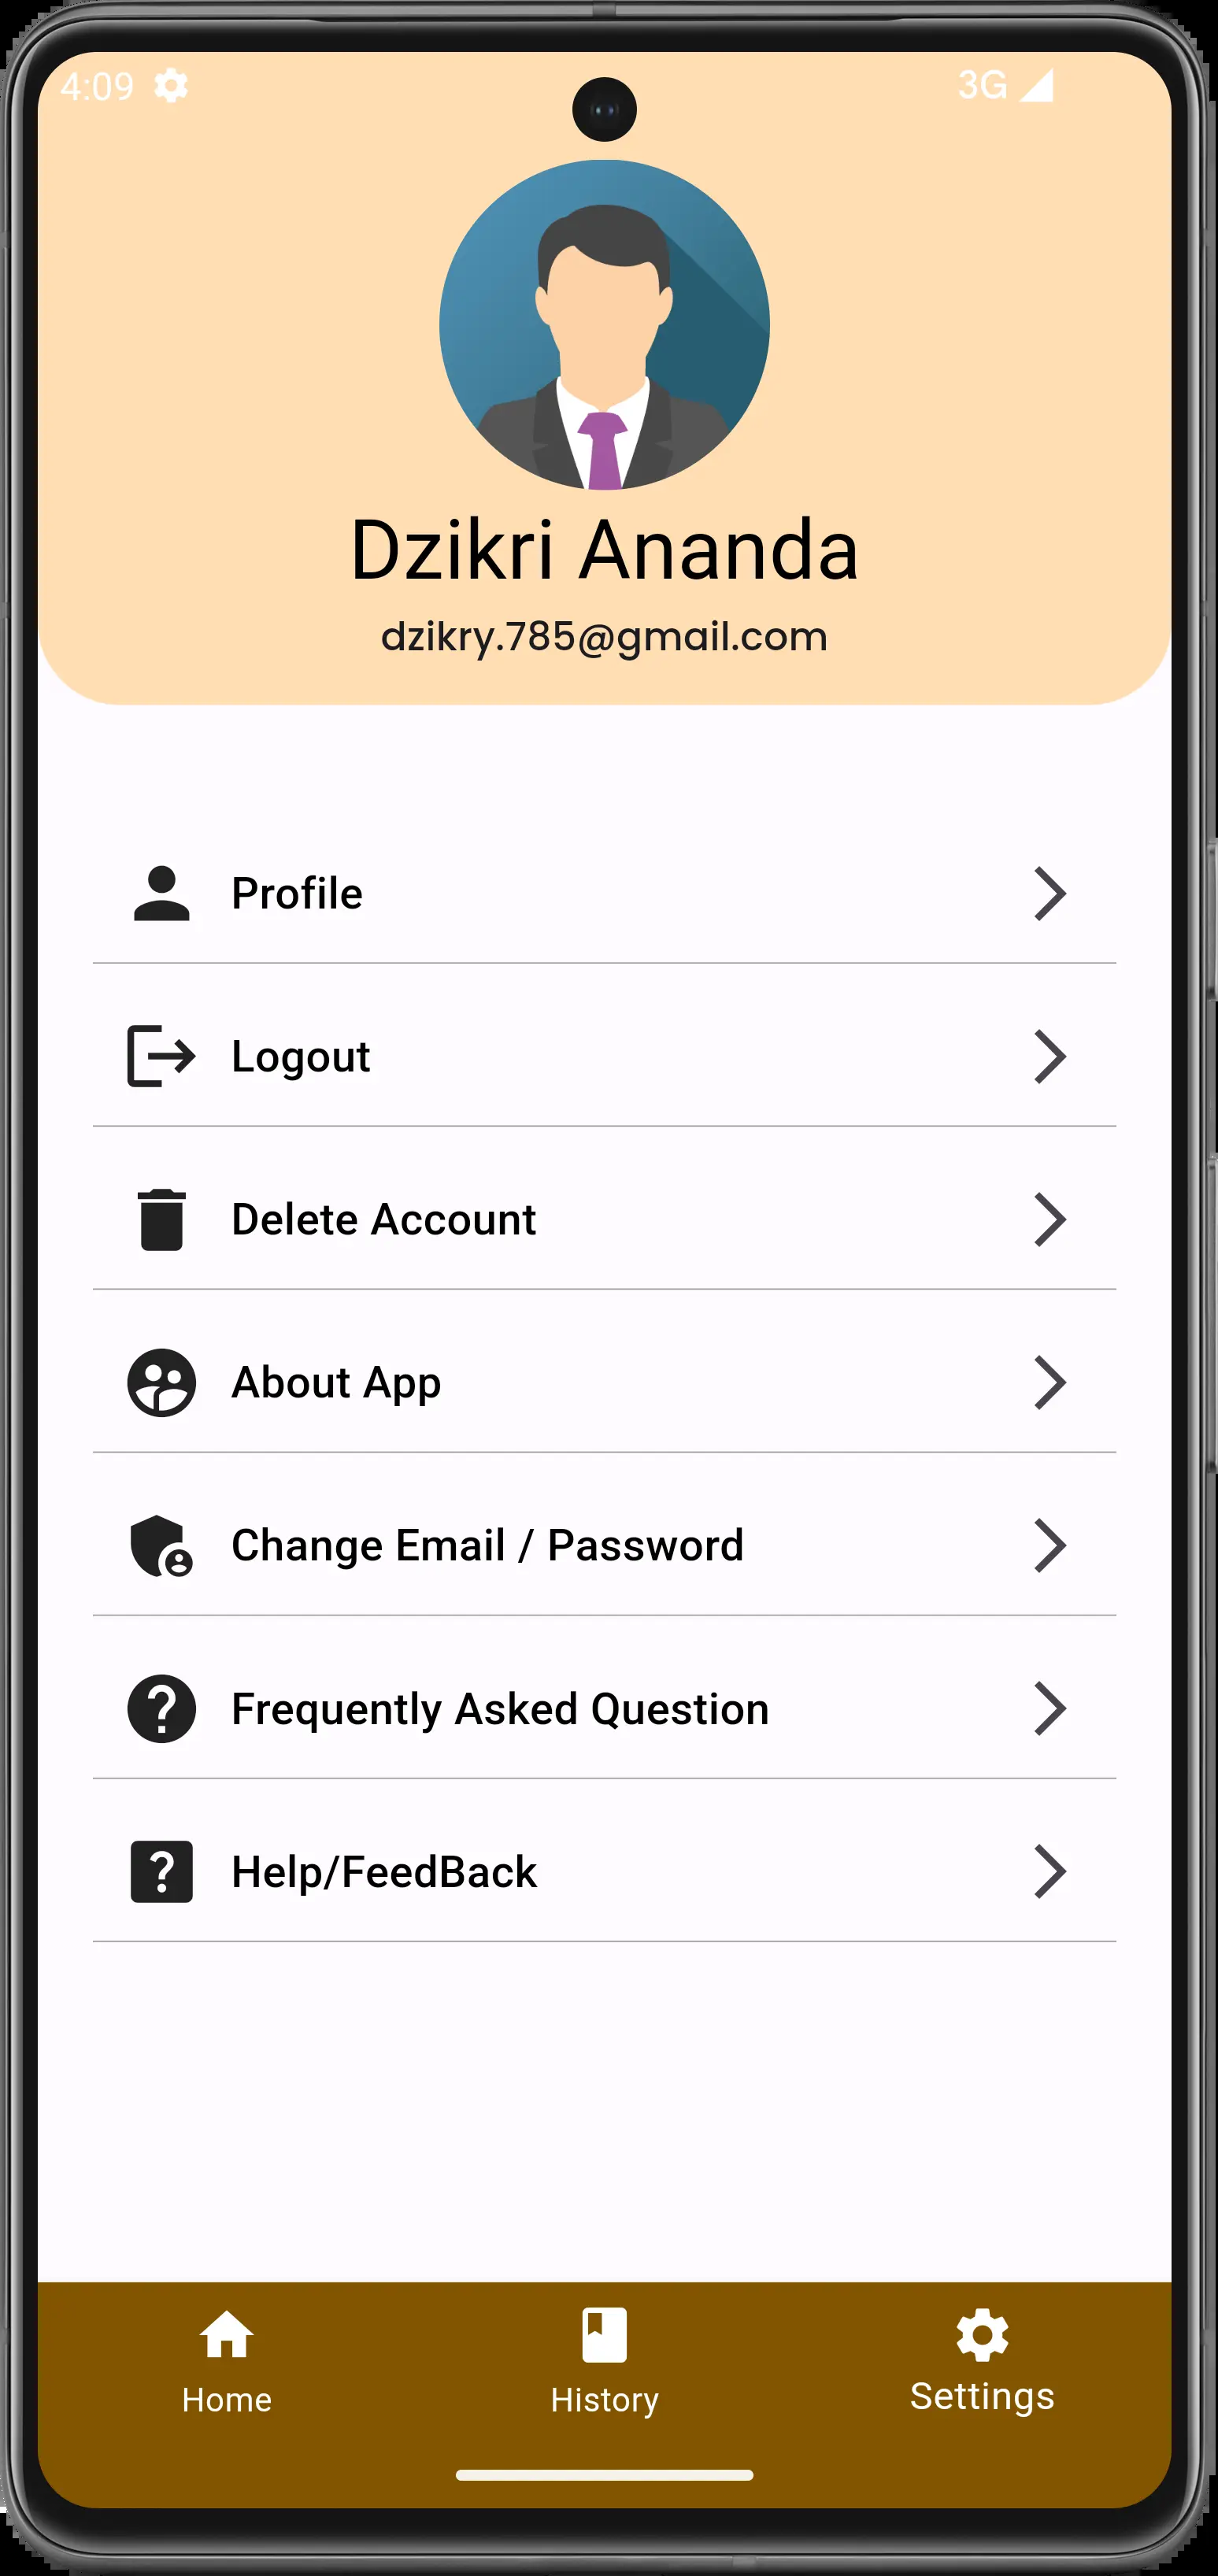 4:09 3G
Dzikri Ananda
dzikry.785@gmail.com
Profile
Logout
Delete Account
About App
Change Email / Password
Frequently Asked Question
Help/FeedBack
Home History Settings